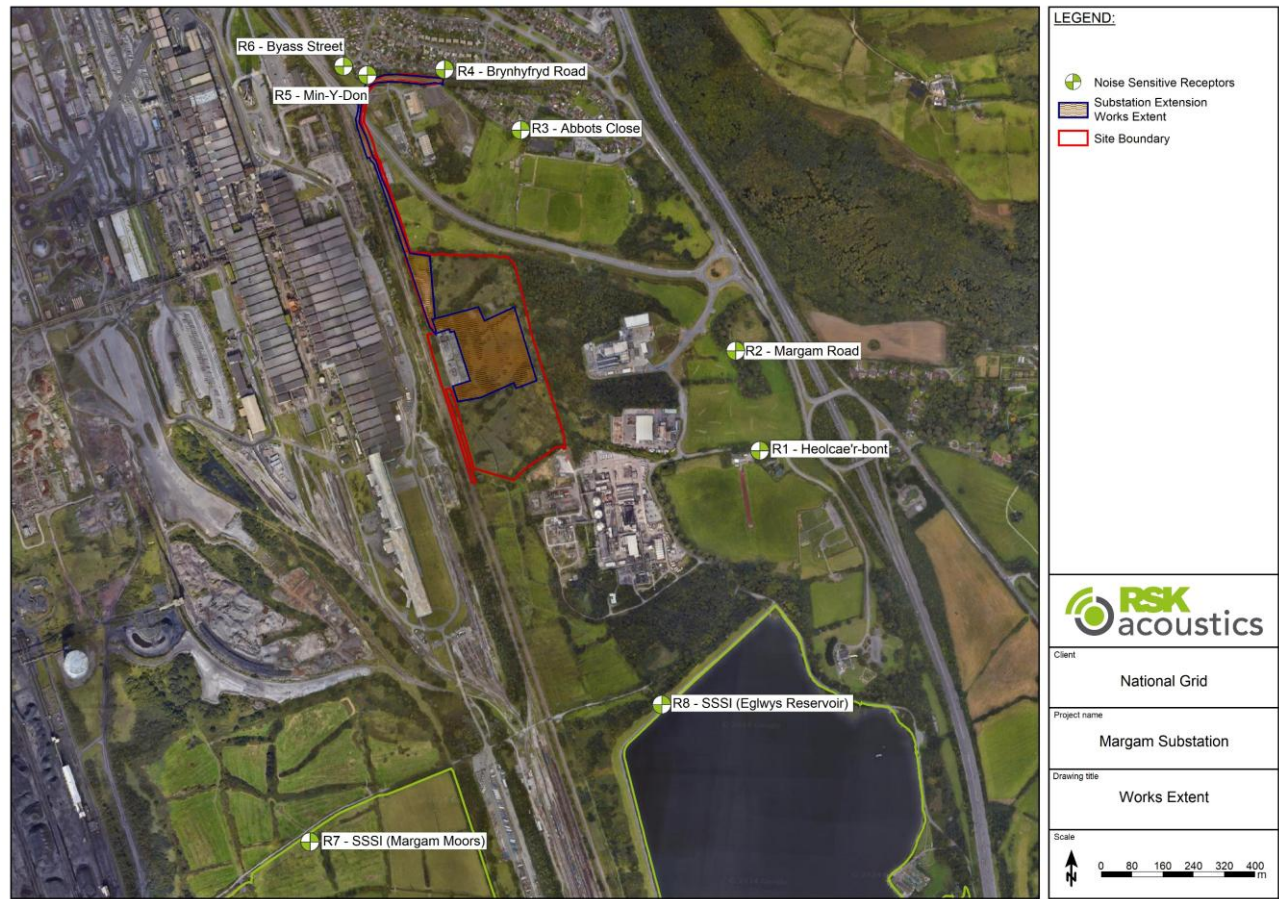 R6 - Byass Street
R5 - Min-Y-Don
R4 - Brynhyfryd Road
R3 - Abbots Close
R2 - Margam Road
R1 - Heolcae'r-bont
R8 - SSSI (Eglwys Reservoir)
R7 - SSSI (Margam Moors)
LEGEND:
Noise Sensitive Receptors
Substation Extension
Works Extent
Site Boundary
RSK
acoustics
Client
National Grid
Project name
Margam Substation
Drawing title
Works Extent
Scale
0 80 160 240 320 400
m